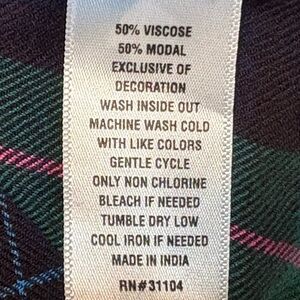 50% VISCOSE
50% MODAL
EXCLUSIVE OF
DECORATION
WASH INSIDE OUT
MACHINE WASH COLD
WITH LIKE COLORS
GENTLE CYCLE
ONLY NON CHLORINE
BLEACH IF NEEDED
TUMBLE DRY LOW
COOL IRON IF NEEDED
MADE IN INDIA
RN#31104